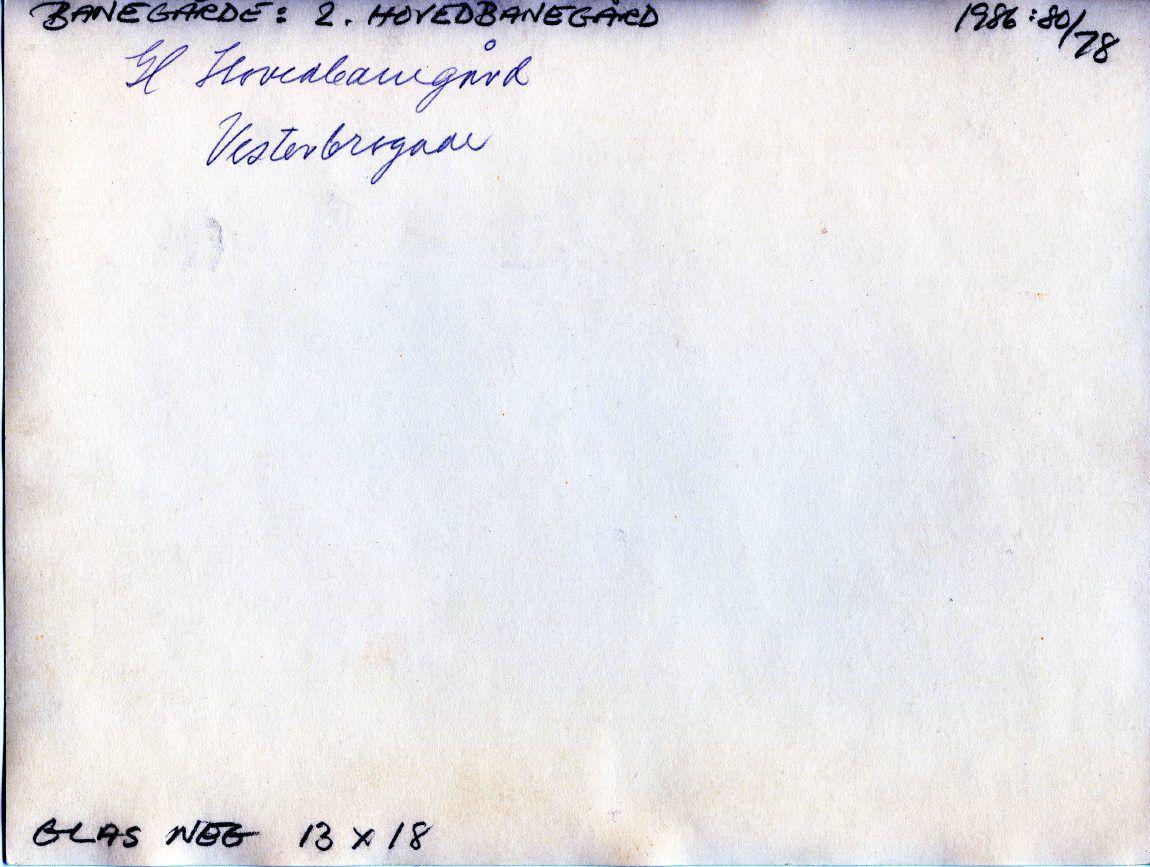 BANEGÅRDE: 2. HOVEDBANEGÅRD
1986:80/78
Gl Hovedbanegård
Vesterbrogade
GLAS NEG 13 x 18